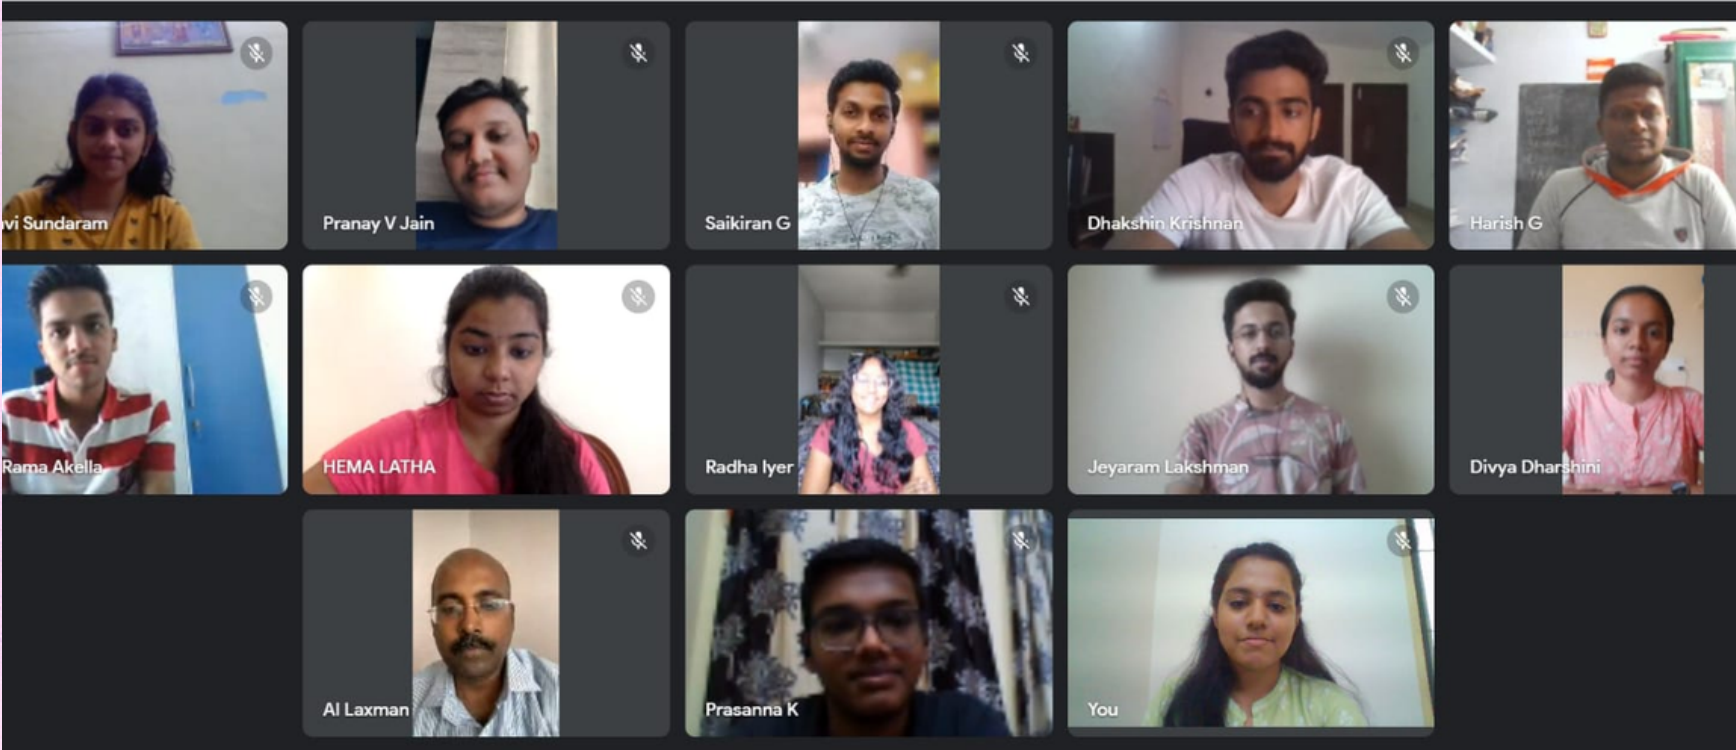 vi Sundaram
Pranay V Jain
Saikiran G
Dhakshin Krishnan
Harish G
Rama Akella
HEMA LATHA
Radha Iyer
Jeyaram Lakshman
Divya Dharshini
Al Laxman
Prasanna K
You